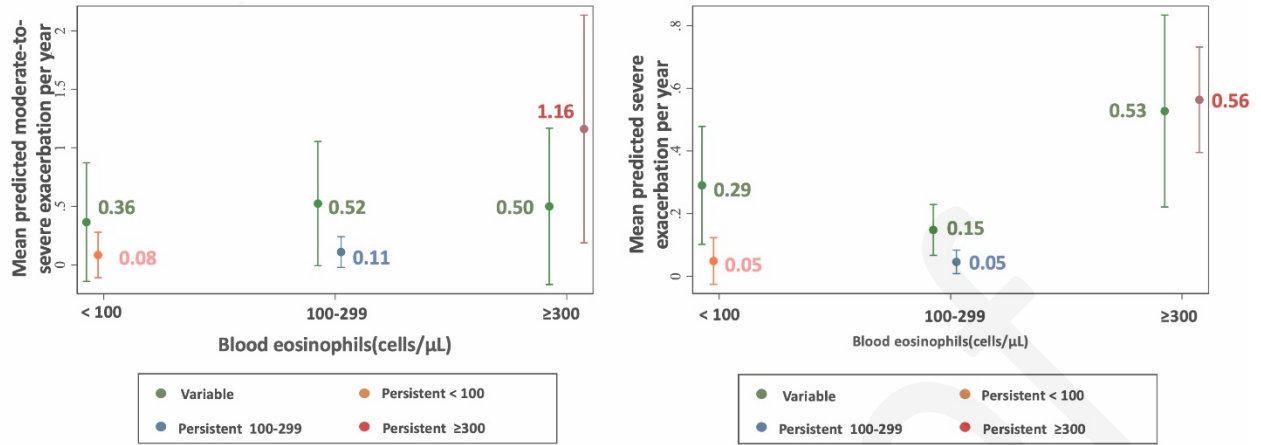 Mean predicted moderate-to-
severe exacerbation per year
2
1.5
1
.5
0
0.36
0.08
0.52
0.11
0.50
1.16
< 100
100-299
≥300
Blood eosinophils(cells/µL)
Variable
Persistent < 100
Persistent 100-299
Persistent ≥300
Mean predicted severe
exacerbation per year
.8
.6
.4
.2
0
0.29
0.05
0.15
0.05
0.53
0.56
< 100
100-299
≥300
Blood eosinophils(cells/µL)
Variable
Persistent < 100
Persistent 100-299
Persistent ≥300